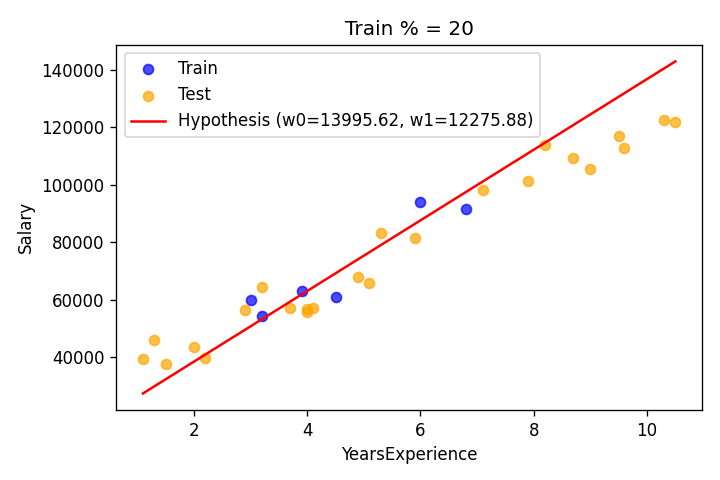 Train % = 20
Train
Test
Hypothesis (w0=13995.62, w1=12275.88)
140000
120000
100000
80000
60000
40000
Salary
2 4 6 8 10
YearsExperience